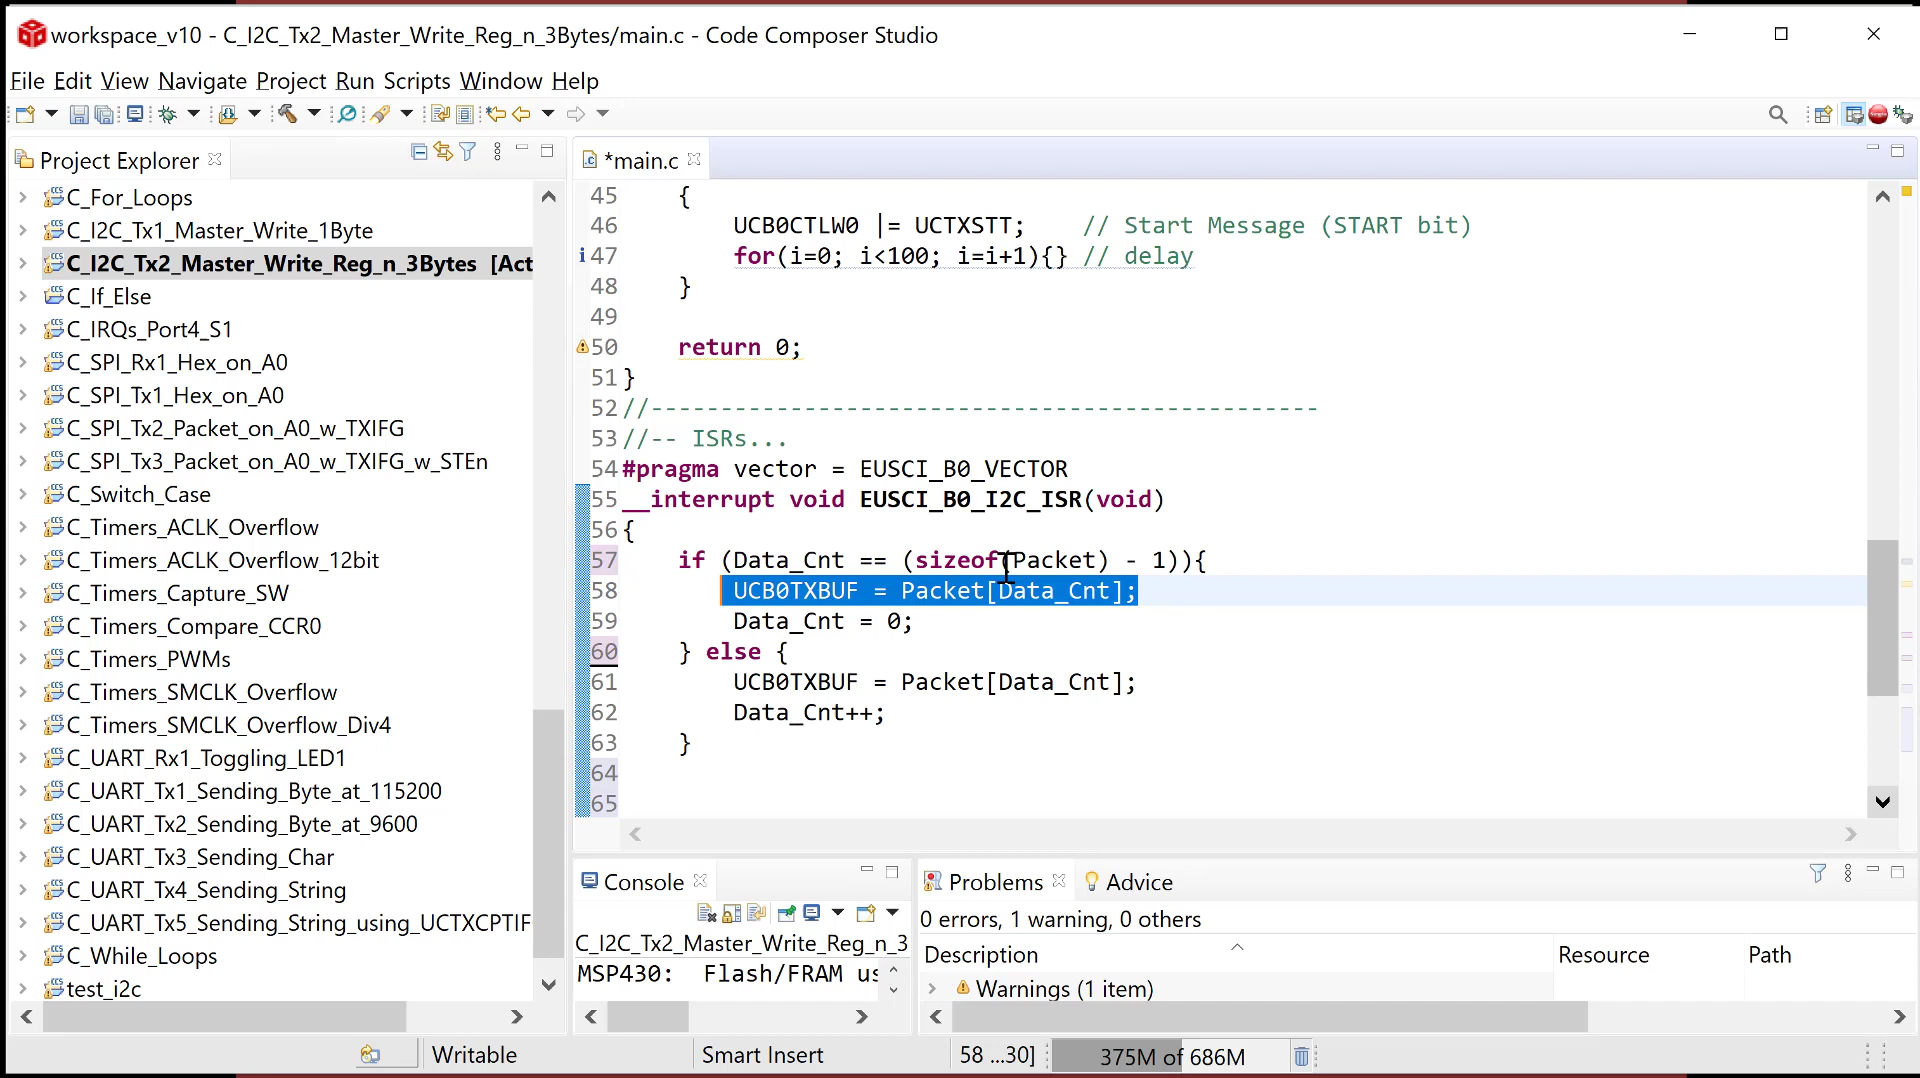 workspace_v10 - C_I2C_Tx2_Master_Write_Reg_n_3Bytes/main.c - Code Composer Studio
File Edit View Navigate Project Run Scripts Window Help
Project Explorer
C_For_Loops
C_I2C_Tx1_Master_Write_1Byte
C_I2C_Tx2_Master_Write_Reg_n_3Bytes [Act
C_If_Else
C_IRQs_Port4_S1
C_SPI_Rx1_Hex_on_A0
C_SPI_Tx1_Hex_on_A0
C_SPI_Tx2_Packet_on_A0_w_TXIFG
C_SPI_Tx3_Packet_on_A0_w_TXIFG_w_STEn
C_Switch_Case
C_Timers_ACLK_Overflow
C_Timers_ACLK_Overflow_12bit
C_Timers_Capture_SW
C_Timers_Compare_CCR0
C_Timers_PWMs
C_Timers_SMCLK_Overflow
C_Timers_SMCLK_Overflow_Div4
C_UART_Rx1_Toggling_LED1
C_UART_Tx1_Sending_Byte_at_115200
C_UART_Tx2_Sending_Byte_at_9600
C_UART_Tx3_Sending_Char
C_UART_Tx4_Sending_String
C_UART_Tx5_Sending_String_using_UCTXCPTIF
C_While_Loops
test_i2c
*main.c
45 {
46 UCB0CTLW0 |= UCTXSTT; // Start Message (START bit)
47 for(i=0; i<100; i=i+1){} // delay
48 }
49
50 return 0;
51 }
52 //------------------------------------------------
53 //-- ISRs...
54 #pragma vector = EUSCI_B0_VECTOR
55 __interrupt void EUSCI_B0_I2C_ISR(void)
56 {
57 if (Data_Cnt == (sizeof(Packet) - 1)){
58 UCB0TXBUF = Packet[Data_Cnt];
59 Data_Cnt = 0;
60 } else {
61 UCB0TXBUF = Packet[Data_Cnt];
62 Data_Cnt++;
63 }
64
65
Console
C_I2C_Tx2_Master_Write_Reg_n_3
MSP430: Flash/FRAM us
Problems
Advice
0 errors, 1 warning, 0 others
Description Resource Path
Warnings (1 item)
Writable Smart Insert 58 ...30] 375M of 686M